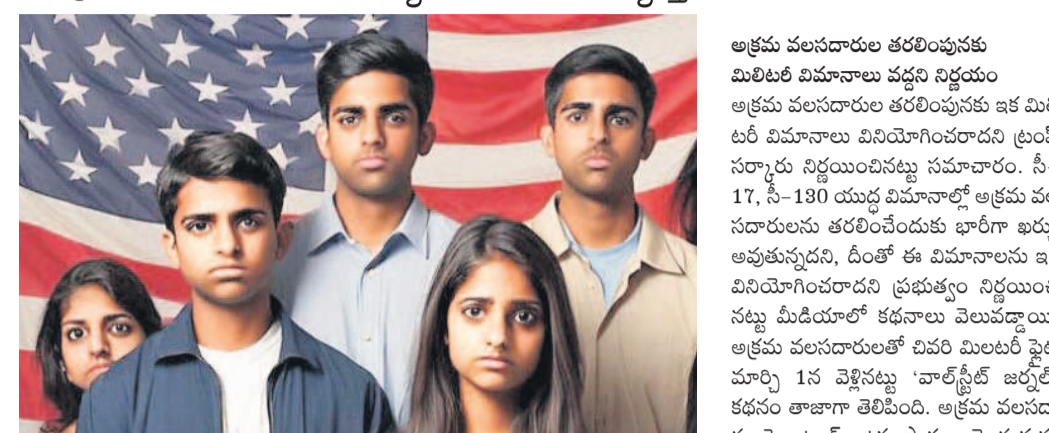 అక్రమ వలసదారుల తరలింపునకు
మిలిటరీ విమానాలు వద్దని నిర్ణయం
అక్రమ వలసదారుల తరలింపునకు ఇక
టరీ విమానాలు వినియోగించరాదని
సర్కారు నిర్ణయించినట్టు సమాచారం. సీ-
17, సీ-130 యుద్ధ విమానాల్లో అక్రమ
సదారులను తరలించేందుకు భారీగా
అవుతున్నదని, దీంతో ఈ విమానాలను
వినియోగించరాదని ప్రభుత్వం
నట్టు మీడియాలో కథనాలు
అక్రమ వలసదారులతో చివరి మిలటరీ
మార్చి 1న వెళ్లినట్టు ‘వాల్‌స్ట్రీట్ జర్నల్
కథనం తాజాగా తెలిపింది. అక్రమ